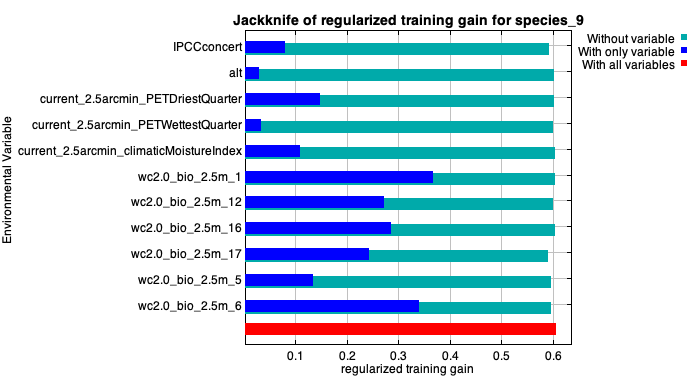 Jackknife of regularized training gain for species_9
Without variable
With only variable
With all variables
Environmental Variable
IPCCconcert
alt
current_2.5arcmin_PETDriestQuarter
current_2.5arcmin_PETWettestQuarter
current_2.5arcmin_climaticMoistureIndex
wc2.0_bio_2.5m_1
wc2.0_bio_2.5m_12
wc2.0_bio_2.5m_16
wc2.0_bio_2.5m_17
wc2.0_bio_2.5m_5
wc2.0_bio_2.5m_6
0.1 0.2 0.3 0.4 0.5 0.6
regularized training gain